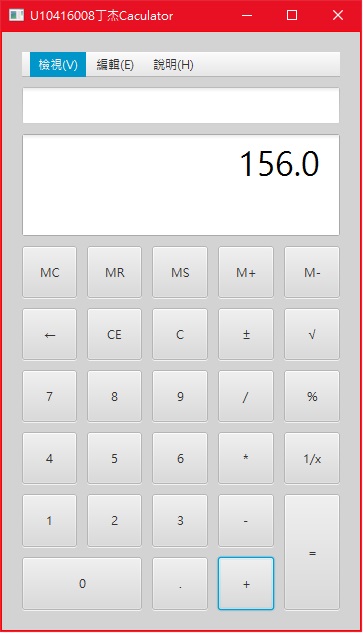 U10416008丁杰Caculator
檢視(V) 編輯(E) 說明(H)
156.0
MC MR MS M+ M-
← CE C ± √
7 8 9 / %
4 5 6 * 1/x
1 2 3 - =
0 . +